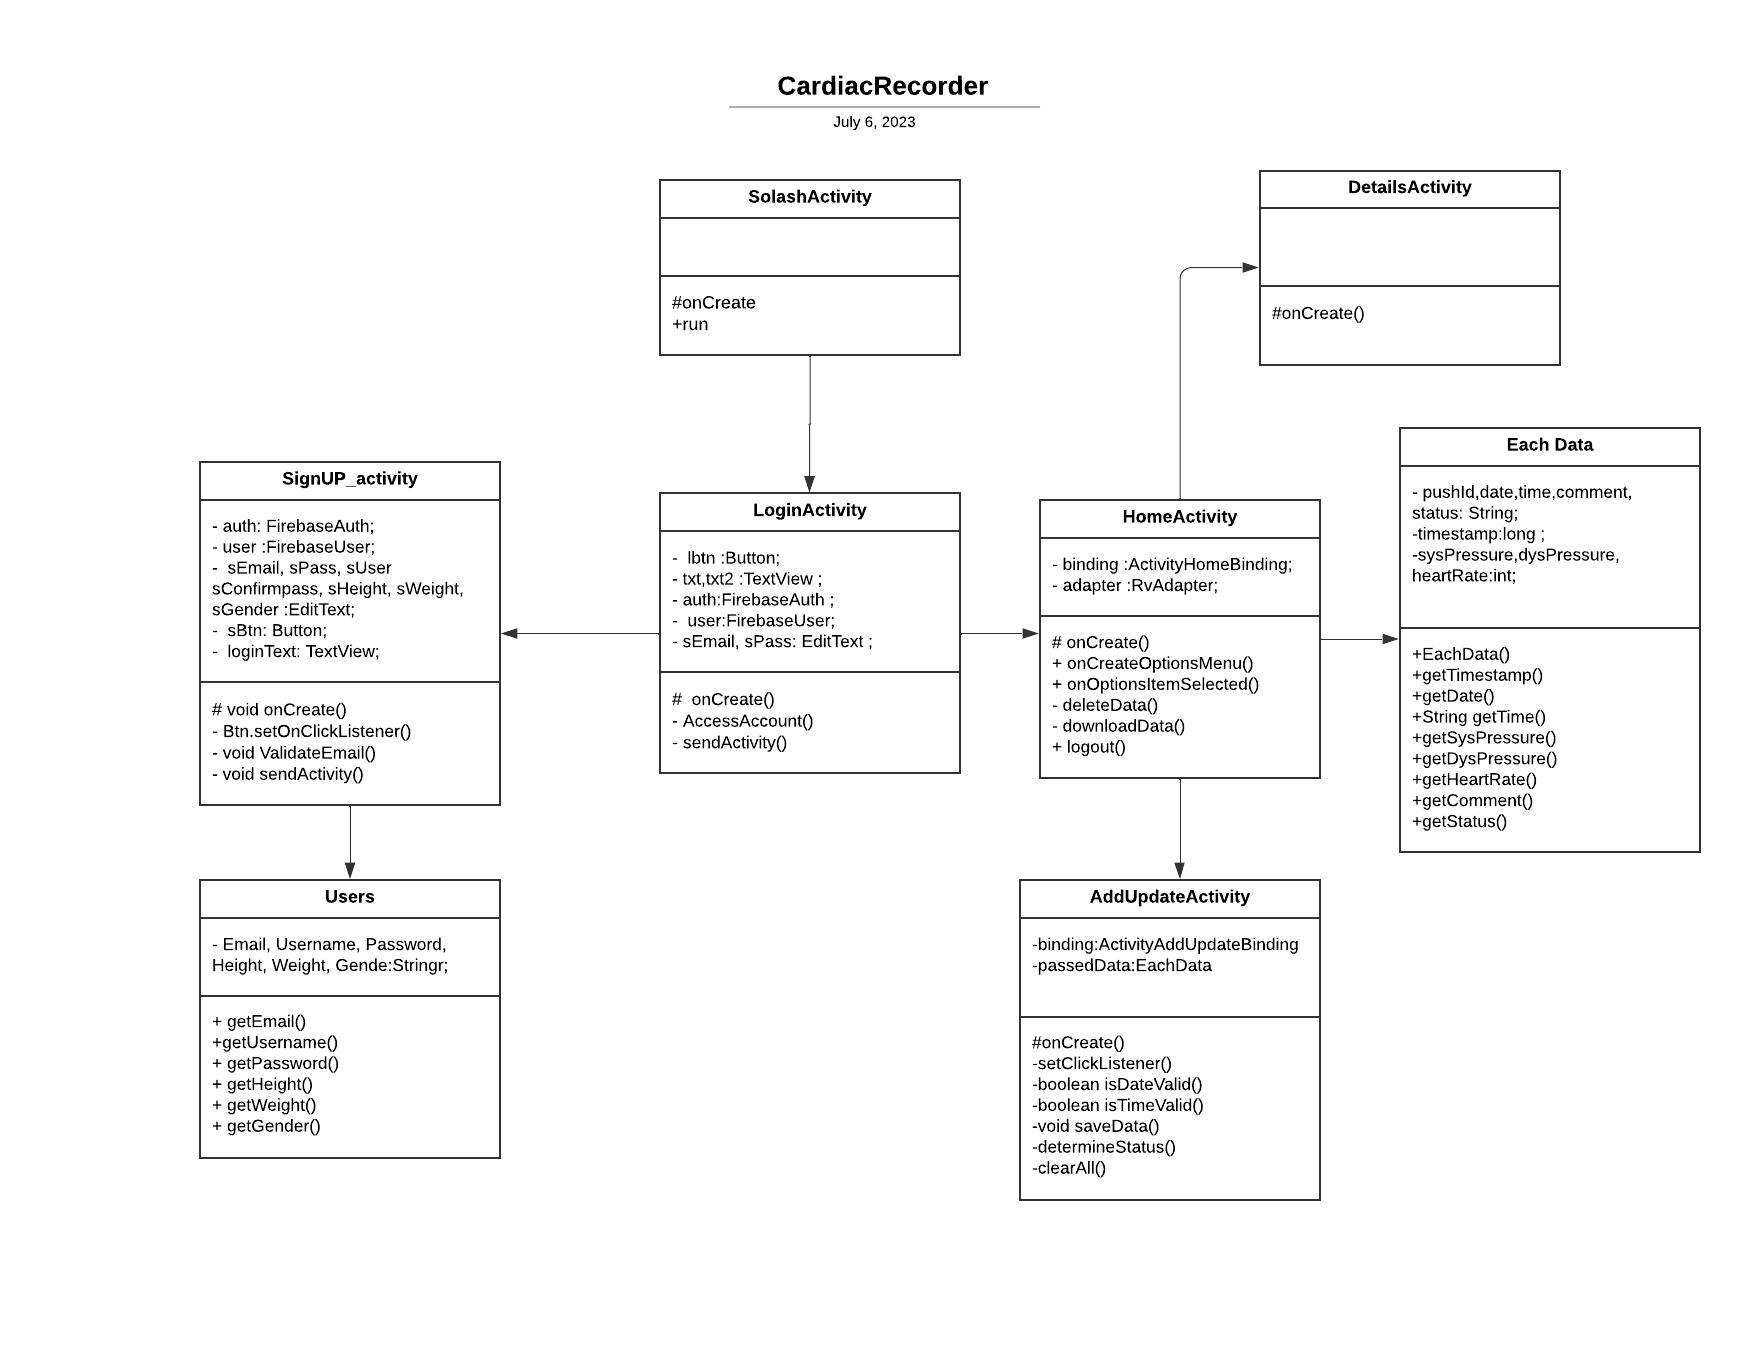 CardiacRecorder
July 6, 2023
SolashActivity
#onCreate
+run
DetailsActivity
#onCreate()
SignUP_activity
- auth: FirebaseAuth;
- user :FirebaseUser;
-  sEmail, sPass, sUser
sConfirmpass, sHeight, sWeight,
sGender :EditText;
-  sBtn: Button;
-  loginText: TextView;
# void onCreate()
- Btn.setOnClickListener()
- void ValidateEmail()
- void sendActivity()
LoginActivity
-  lbtn :Button;
- txt,txt2 :TextView ;
- auth:FirebaseAuth ;
-  user:FirebaseUser;
- sEmail, sPass: EditText ;
#  onCreate()
- AccessAccount()
- sendActivity()
HomeActivity
- binding :ActivityHomeBinding;
- adapter :RvAdapter;
# onCreate()
+ onCreateOptionsMenu()
+ onOptionsItemSelected()
- deleteData()
- downloadData()
+ logout()
Each Data
- pushId,date,time,comment,
status: String;
-timestamp:long ;
-sysPressure,dysPressure,
heartRate:int;
+EachData()
+getTimestamp()
+getDate()
+String getTime()
+getSysPressure()
+getDysPressure()
+getHeartRate()
+getComment()
+getStatus()
Users
- Email, Username, Password,
Height, Weight, Gende:Stringr;
+ getEmail()
+getUsername()
+ getPassword()
+ getHeight()
+ getWeight()
+ getGender()
AddUpdateActivity
-binding:ActivityAddUpdateBinding
-passedData:EachData
#onCreate()
-setClickListener()
-boolean isDateValid()
-boolean isTimeValid()
-void saveData()
-determineStatus()
-clearAll()